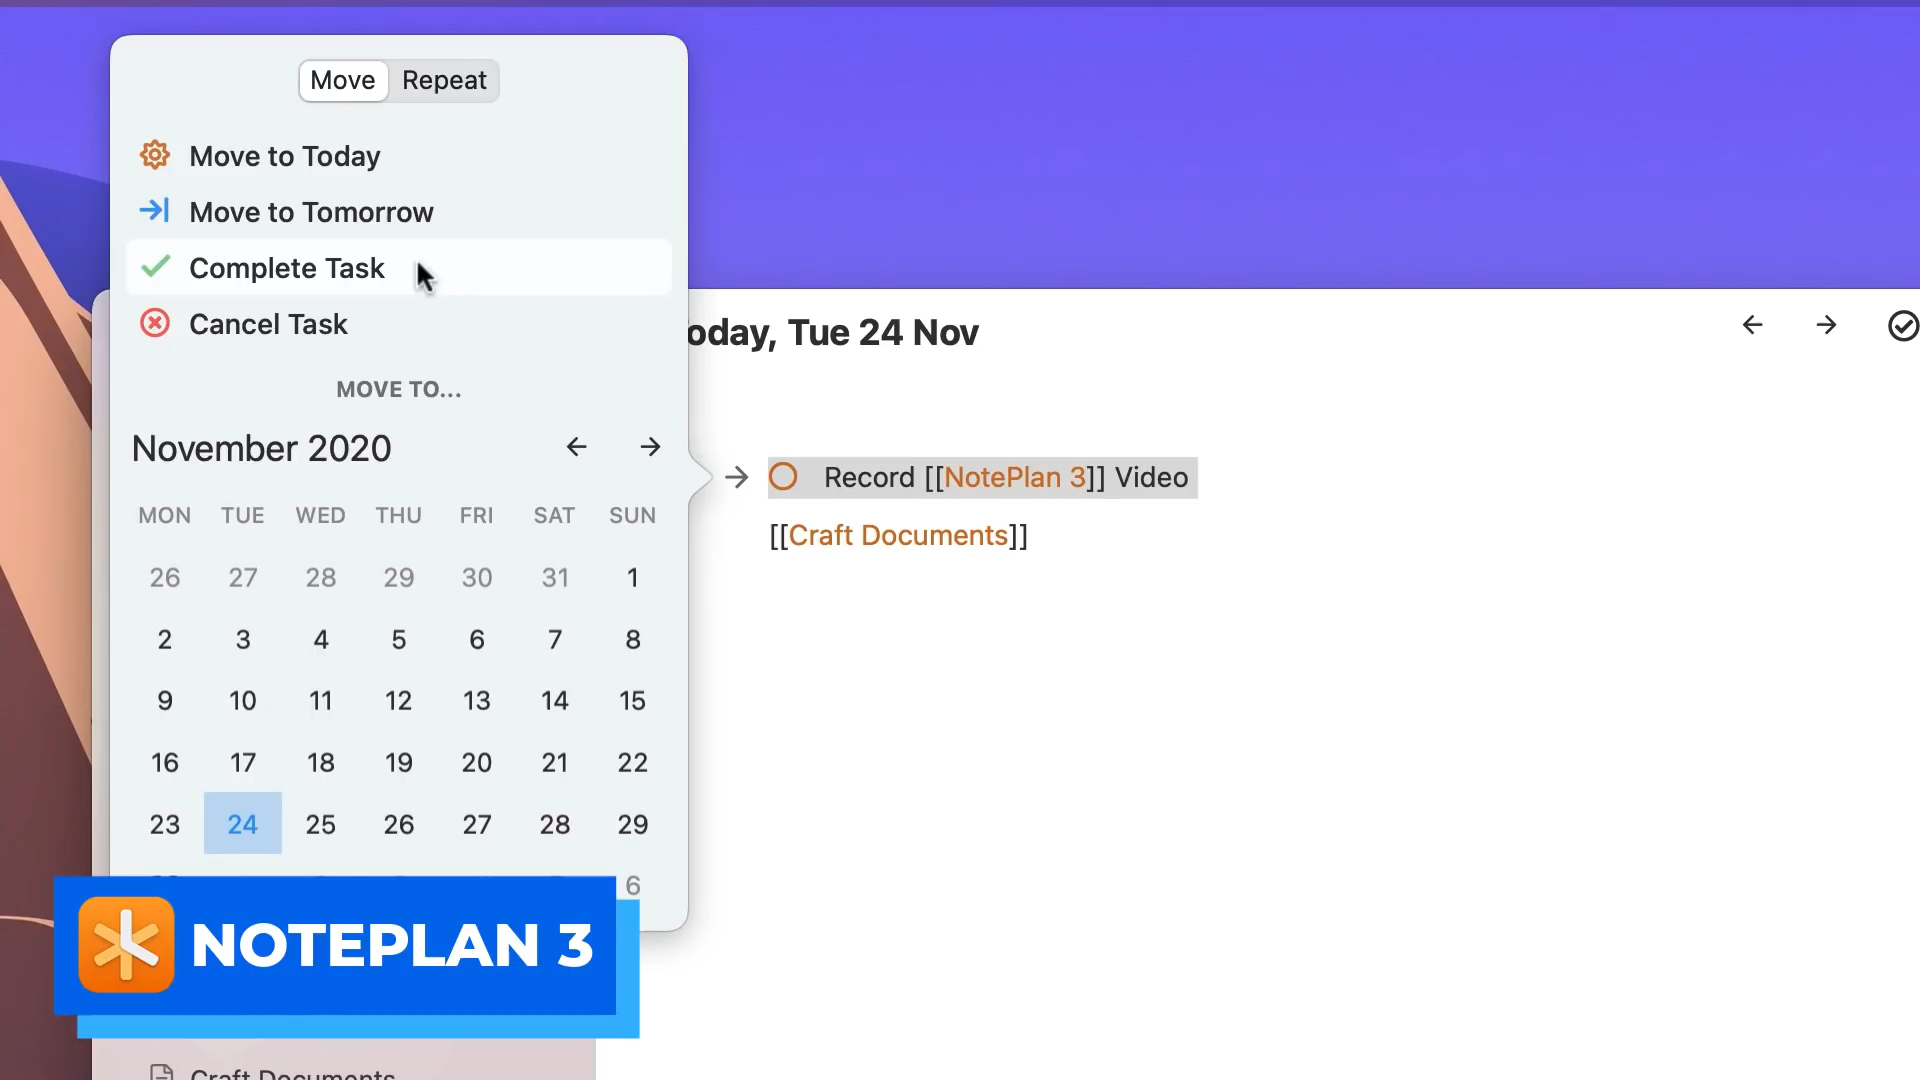 Move Repeat
Move to Today
Move to Tomorrow
Complete Task
Cancel Task
MOVE TO...
November 2020
MON TUE WED THU FRI SAT SUN
26 27 28 29 30 31 1
2 3 4 5 6 7 8
9 10 11 12 13 14 15
16 17 18 19 20 21 22
23 24 25 26 27 28 29
6
oday, Tue 24 Nov
Record [[NotePlan 3]] Video
[[Craft Documents]]
NOTEPLAN 3
Craft Documents